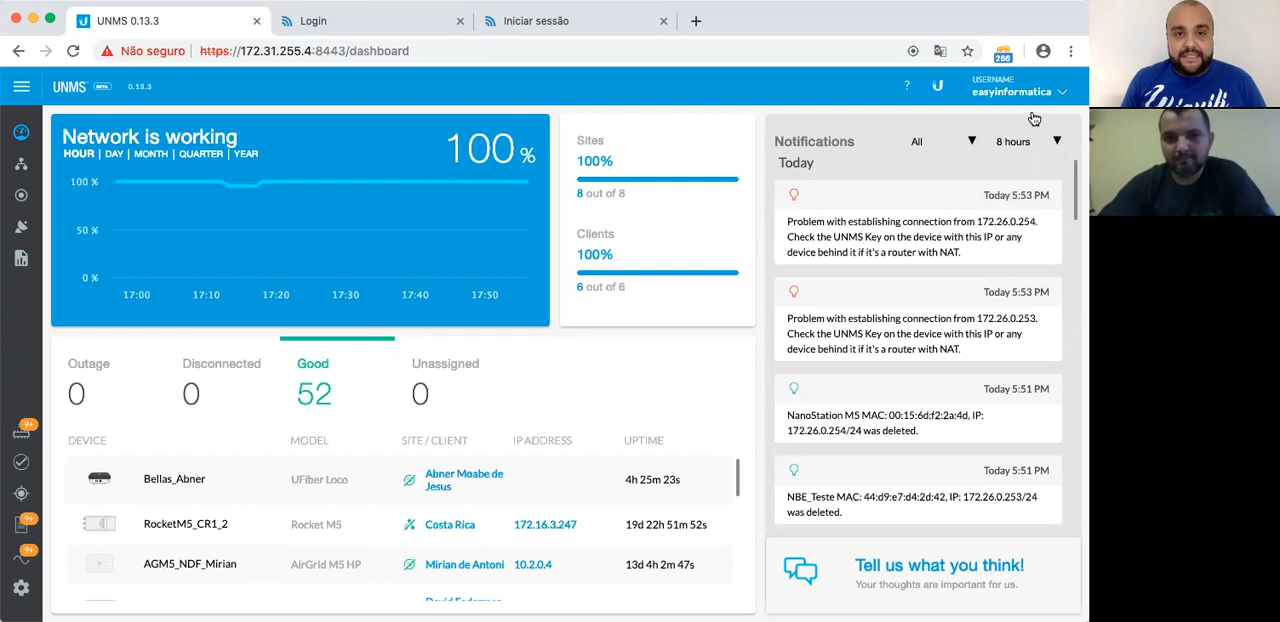 UNMS 0.13.3
Login
Iniciar sessão
Não seguro
https://172.31.255.4:8443/dashboard
266
UNMS BETA 0.13.3
?
USERNAME
easyinformatica
Network is working
100 %
HOUR | DAY | MONTH | QUARTER | YEAR
100 %
50 %
0 %
17:00 17:10 17:20 17:30 17:40 17:50
Sites
100%
8 out of 8
Clients
100%
6 out of 6
Notifications All 8 hours
Today
Today 5:53 PM
Problem with establishing connection from 172.26.0.254.
Check the UNMS Key on the device with this IP or any
device behind it if it's a router with NAT.
Today 5:53 PM
Problem with establishing connection from 172.26.0.253.
Check the UNMS Key on the device with this IP or any
device behind it if it's a router with NAT.
Today 5:51 PM
NanoStation M5 MAC: 00:15:6d:f2:2a:4d, IP:
172.26.0.254/24 was deleted.
Today 5:51 PM
NBE_Teste MAC: 44:d9:e7:d4:2d:42, IP: 172.26.0.253/24
was deleted.
Tell us what you think!
Your thoughts are important for us.
Outage Disconnected Good Unassigned
0 0 52 0
DEVICE MODEL SITE / CLIENT IP ADDRESS UPTIME
Bellas_Abner UFiber Loco Abner Moabe de
Jesus
4h 25m 23s
RocketM5_CR1_2 Rocket M5 Costa Rica 172.16.3.247 19d 22h 51m 52s
AGM5_NDF_Mirian AirGrid M5 HP Mirian de Antoni 10.2.0.4 13d 4h 2m 47s
9+
9+
9+